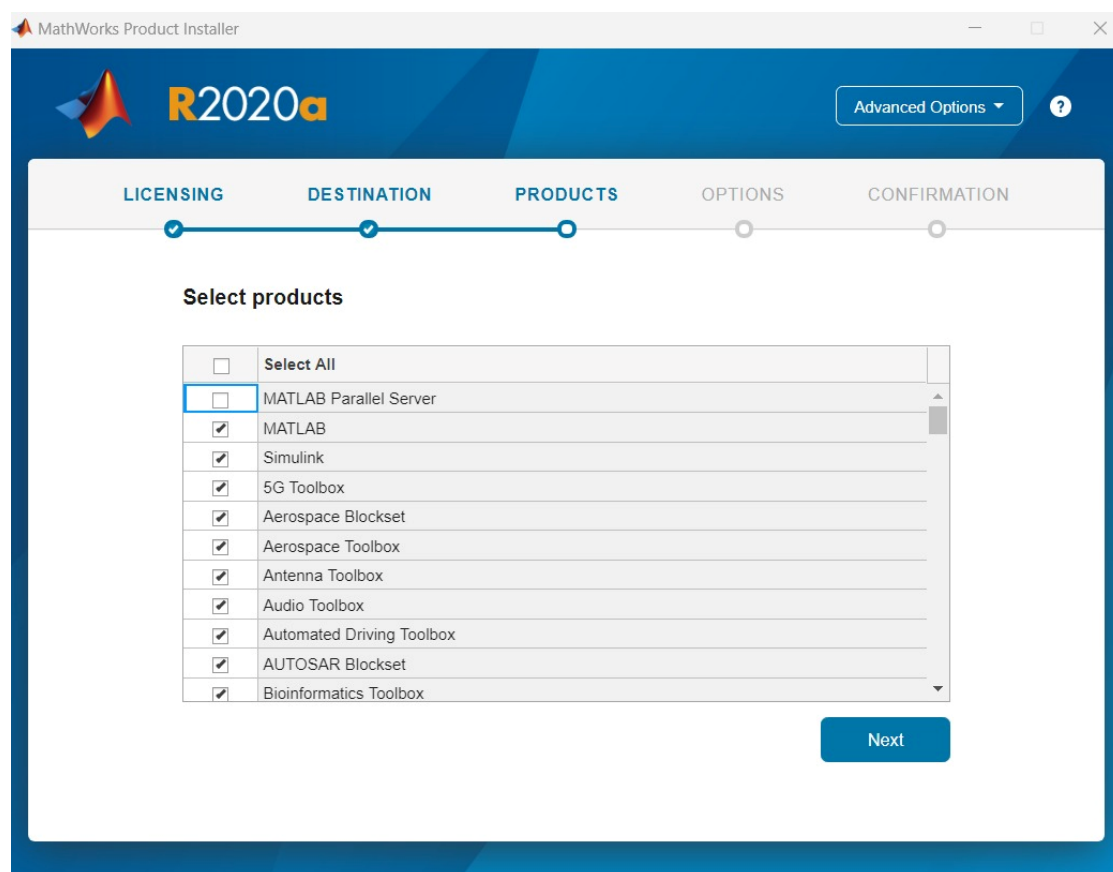 MathWorks Product Installer
R2020a
Advanced Options
?
LICENSING DESTINATION PRODUCTS OPTIONS CONFIRMATION
Select products
Select All
MATLAB Parallel Server
MATLAB
Simulink
5G Toolbox
Aerospace Blockset
Aerospace Toolbox
Antenna Toolbox
Audio Toolbox
Automated Driving Toolbox
AUTOSAR Blockset
Bioinformatics Toolbox
Next